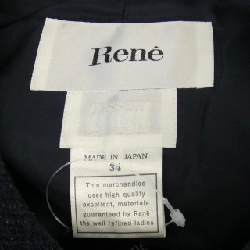 René
MADE IN JAPAN
34
The merchandise
uses high quality
excellent, materials
guaranteed by René
the well refined ladies